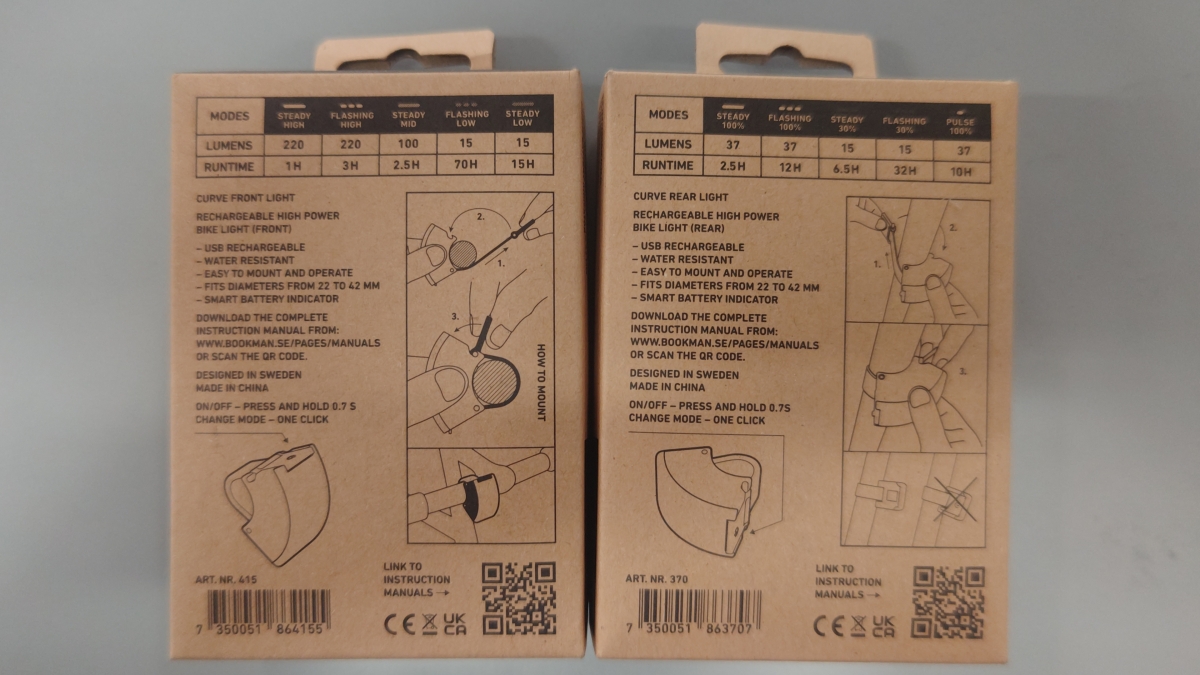 MODES STEADY HIGH FLASHING HIGH STEADY MID FLASHING LOW STEADY LOW
LUMENS 220 220 100 15 15
RUNTIME 1H 3H 2.5H 70H 15H
CURVE FRONT LIGHT
RECHARGEABLE HIGH POWER
BIKE LIGHT (FRONT)
– USB RECHARGEABLE
– WATER RESISTANT
– EASY TO MOUNT AND OPERATE
– FITS DIAMETERS FROM 22 TO 42 MM
– SMART BATTERY INDICATOR
DOWNLOAD THE COMPLETE
INSTRUCTION MANUAL FROM:
WWW.BOOKMAN.SE/PAGES/MANUALS
OR SCAN THE QR CODE.
DESIGNED IN SWEDEN
MADE IN CHINA
ON/OFF – PRESS AND HOLD 0.7 S
CHANGE MODE – ONE CLICK
2.
1.
3.
HOW TO MOUNT
ART. NR. 415
7 350051 864155
LINK TO
INSTRUCTION
MANUALS →
CE UK
CA
MODES STEADY 100% FLASHING 100% STEADY 30% FLASHING 30% PULSE 100%
LUMENS 37 37 15 15 37
RUNTIME 2.5H 12H 6.5H 32H 10H
CURVE REAR LIGHT
RECHARGEABLE HIGH POWER
BIKE LIGHT (REAR)
– USB RECHARGEABLE
– WATER RESISTANT
– EASY TO MOUNT AND OPERATE
– FITS DIAMETERS FROM 22 TO 42 MM
– SMART BATTERY INDICATOR
DOWNLOAD THE COMPLETE
INSTRUCTION MANUAL FROM:
WWW.BOOKMAN.SE/PAGES/MANUALS
OR SCAN THE QR CODE.
DESIGNED IN SWEDEN
MADE IN CHINA
ON/OFF – PRESS AND HOLD 0.7S
CHANGE MODE – ONE CLICK
2.
1.
3.
ART. NR. 370
7 350051 863707
LINK TO
INSTRUCTION
MANUALS →
CE UK
CA